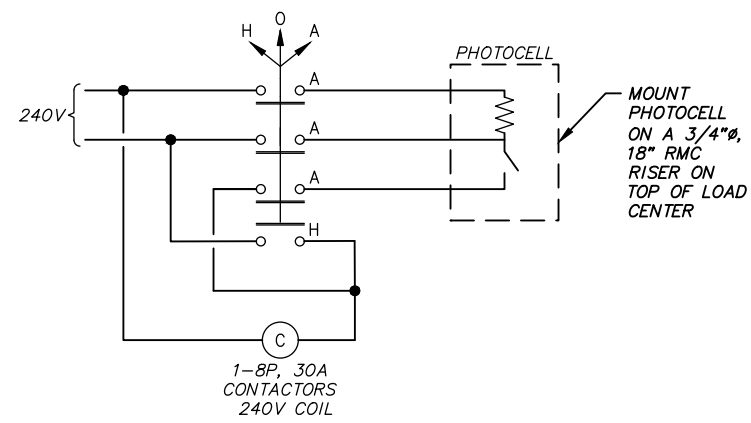 H O A
PHOTOCELL
A
240V
A
A
H
MOUNT
PHOTOCELL
ON A 3/4"ø,
18" RMC
RISER ON
TOP OF LOAD
CENTER
C
1-8P, 30A
CONTACTORS
240V COIL